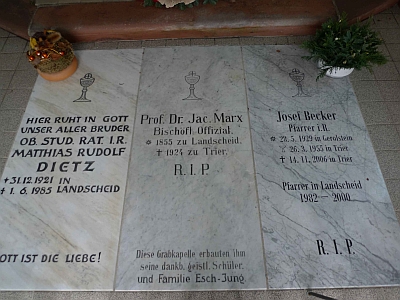 HIER RUHT IN GOTT
UNSER ALLER BRUDER
OB. STUD. RAT. I.R.
MATTHIAS RUDOLF
DIETZ
*31.12.1921 IN
† 1.6.1985 LANDSCHEID
GOTT IST DIE LIEBE!
Prof. Dr. Jac. Marx
Bischöfl. Offizial.
* 1855 zu Landscheid.
† 1924 zu Trier.
R. I. P.
Diese Grabkapelle erbauten ihm
seine dankb. geistl. Schüler.
und Familie Esch-Jung.
Josef Becker
Pfarrer i.R.
* 28. 5. 1929 in Gerolstein
26. 3. 1955 in Trier
† 14. 11. 2006 in Trier
Pfarrer in Landscheid
1982 – 2000
R. I. P.